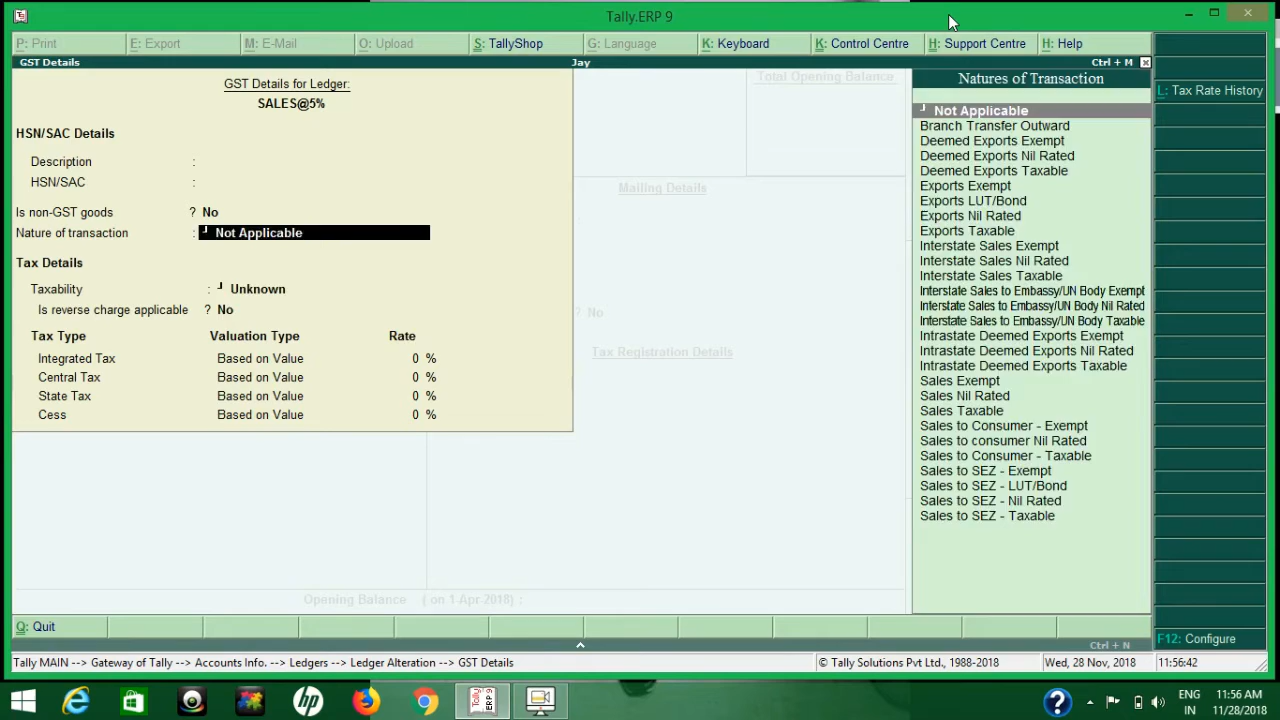 Tally.ERP 9
P: Print E: Export M: E-Mail O: Upload S: TallyShop G: Language K: Keyboard K: Control Centre H: Support Centre H: Help
GST Details Jay Ctrl + M
GST Details for Ledger:
SALES@5%
HSN/SAC Details
Description :
HSN/SAC :
Is non-GST goods ? No
Nature of transaction : ┘ Not Applicable
Tax Details
Taxability : ┘ Unknown
Is reverse charge applicable ? No
Tax Type Valuation Type Rate
Integrated Tax Based on Value 0 %
Central Tax Based on Value 0 %
State Tax Based on Value 0 %
Cess Based on Value 0 %
Total Opening Balance
Mailing Details
:
? No
Tax Registration Details
Opening Balance ( on 1-Apr-2018) :
Natures of Transaction
┘ Not Applicable
Branch Transfer Outward
Deemed Exports Exempt
Deemed Exports Nil Rated
Deemed Exports Taxable
Exports Exempt
Exports LUT/Bond
Exports Nil Rated
Exports Taxable
Interstate Sales Exempt
Interstate Sales Nil Rated
Interstate Sales Taxable
Interstate Sales to Embassy/UN Body Exempt
Interstate Sales to Embassy/UN Body Nil Rated
Interstate Sales to Embassy/UN Body Taxable
Intrastate Deemed Exports Exempt
Intrastate Deemed Exports Nil Rated
Intrastate Deemed Exports Taxable
Sales Exempt
Sales Nil Rated
Sales Taxable
Sales to Consumer - Exempt
Sales to consumer Nil Rated
Sales to Consumer - Taxable
Sales to SEZ - Exempt
Sales to SEZ - LUT/Bond
Sales to SEZ - Nil Rated
Sales to SEZ - Taxable
L: Tax Rate History
F12: Configure
Q: Quit
Ctrl + N
Tally MAIN --> Gateway of Tally --> Accounts Info. --> Ledgers --> Ledger Alteration --> GST Details © Tally Solutions Pvt Ltd., 1988-2018 Wed, 28 Nov, 2018 11:56:42
hp
Tally ERP 9
ENG 11:56 AM
IN 11/28/2018